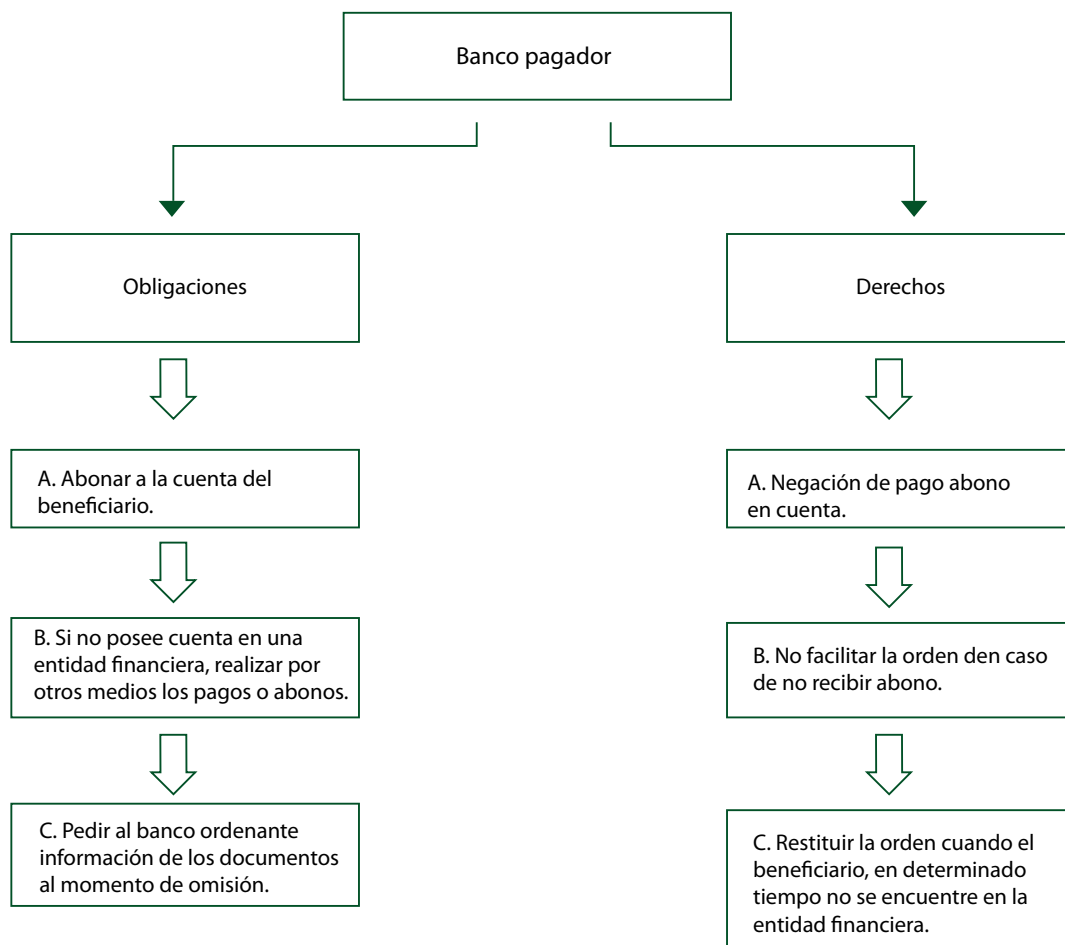 Banco pagador
Obligaciones
Derechos
A. Abonar a la cuenta del
beneficiario.
A. Negación de pago abono
en cuenta.
B. Si no posee cuenta en una
entidad financiera, realizar por
otros medios los pagos o abonos.
B. No facilitar la orden den caso
de no recibir abono.
C. Pedir al banco ordenante
información de los documentos
al momento de omisión.
C. Restituir la orden cuando el
beneficiario, en determinado
tiempo no se encuentre en la
entidad financiera.